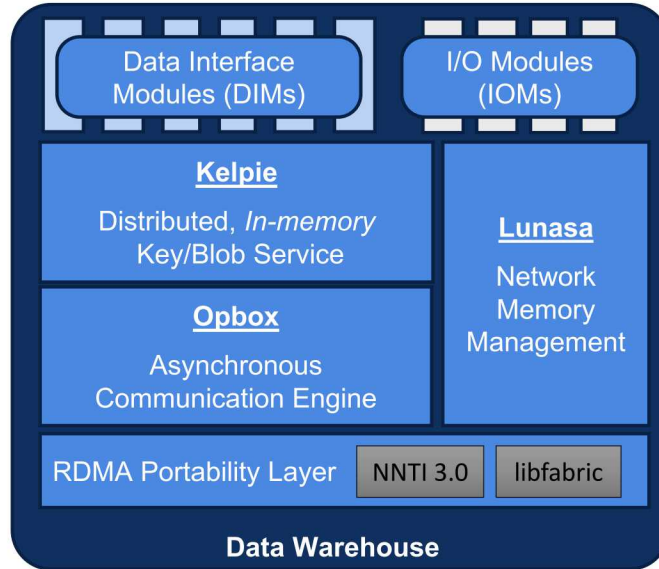 Data Interface
Modules (DIMs)
I/O Modules
(IOMs)
Kelpie
Distributed, In-memory
Key/Blob Service
Lunasa
Network
Memory
Management
Opbox
Asynchronous
Communication Engine
RDMA Portability Layer
NNTI 3.0
libfabric
Data Warehouse